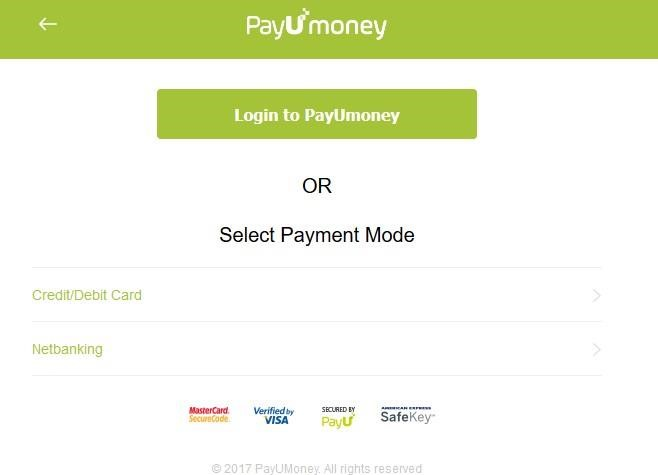 PayUmoney
Login to PayUmoney
OR
Select Payment Mode
Credit/Debit Card
Netbanking
MasterCard.
SecureCode.
Verified by
VISA
SECURED BY
PayU
AMERICAN EXPRESS
SafeKey
© 2017 PayUMoney. All rights reserved